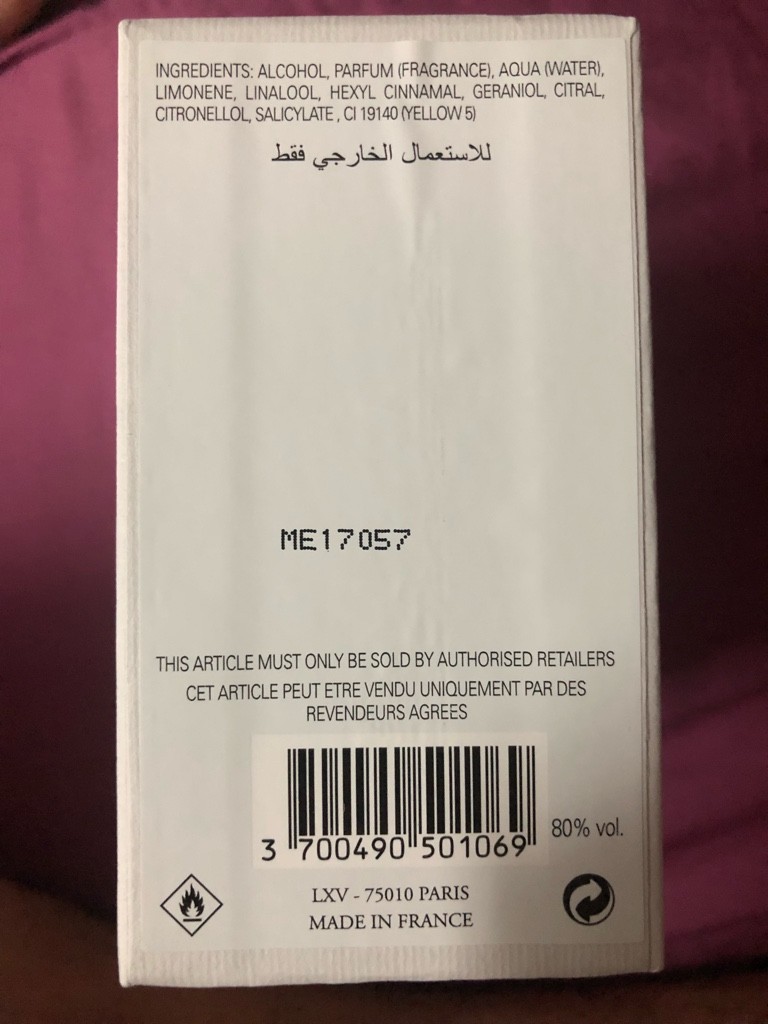 INGREDIENTS: ALCOHOL, PARFUM (FRAGRANCE), AQUA (WATER),
LIMONENE, LINALOOL, HEXYL CINNAMAL, GERANIOL, CITRAL,
CITRONELLOL, SALICYLATE , CI 19140 (YELLOW 5)
للاستعمال الخارجي فقط
ME17057
THIS ARTICLE MUST ONLY BE SOLD BY AUTHORISED RETAILERS
CET ARTICLE PEUT ETRE VENDU UNIQUEMENT PAR DES
REVENDEURS AGREES
3 700490 501069
80% vol.
LXV - 75010 PARIS
MADE IN FRANCE